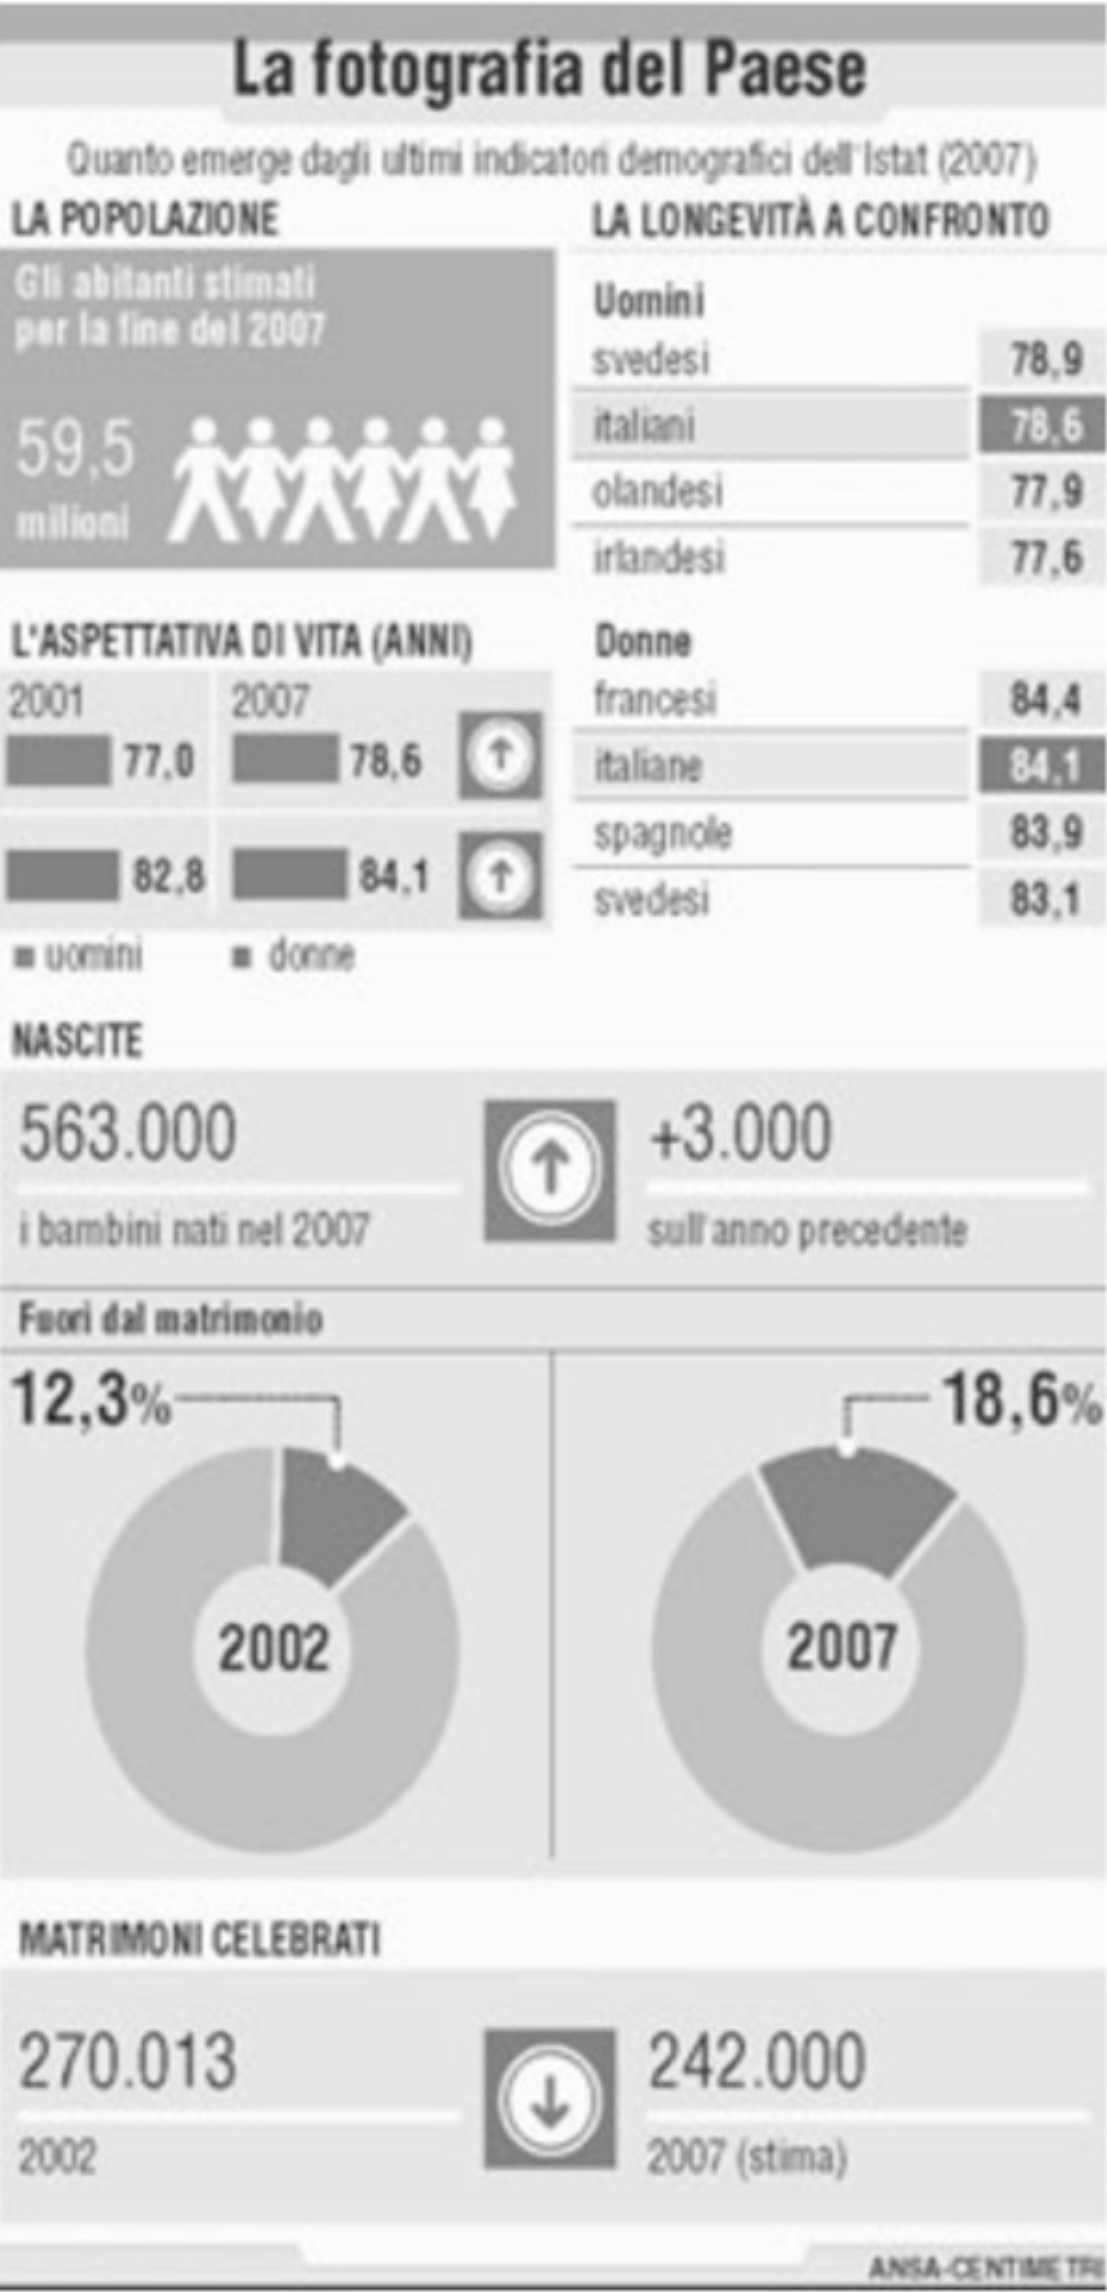 La fotografia del Paese
Quanto emerge dagli ultimi indicatori demografici dell'Istat (2007)
LA POPOLAZIONE
Gli abitanti stimati
per la fine del 2007
59,5
milioni
L'ASPETTATIVA DI VITA (ANNI)
2001 2007
77,0 78,6
82,8 84,1
uomini donne
LA LONGEVITÀ A CONFRONTO
Uomini
svedesi 78,9
italiani 78,6
olandesi 77,9
irlandesi 77,6
Donne
francesi 84,4
italiane 84,1
spagnole 83,9
svedesi 83,1
NASCITE
563.000 +3.000
i bambini nati nel 2007 sull'anno precedente
Fuori dal matrimonio
12,3% 18,6%
2002 2007
MATRIMONI CELEBRATI
270.013 242.000
2002 2007 (stima)
ANSA-CENTIMETRI